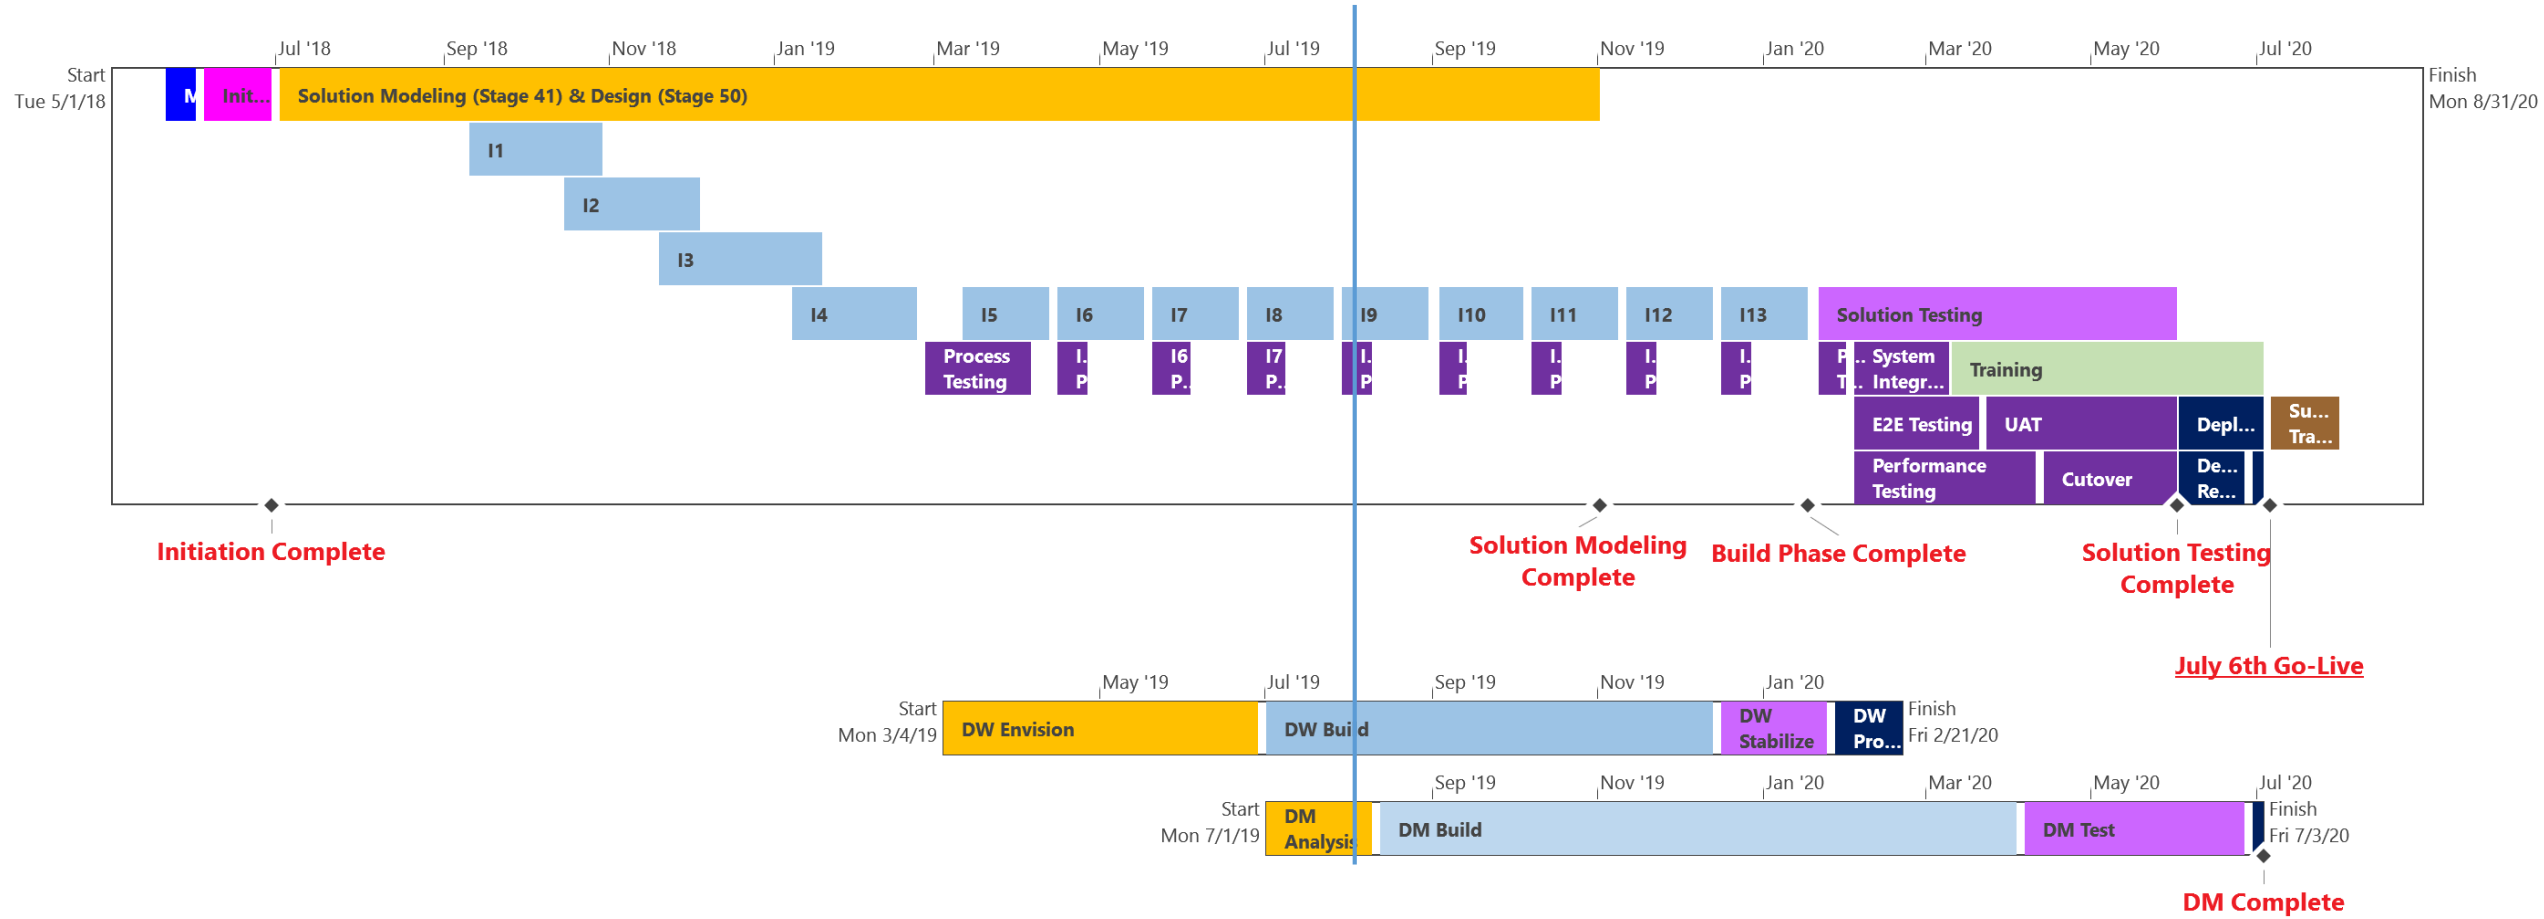 Jul '18 Sep '18 Nov '18 Jan '19 Mar '19 May '19 Jul '19 Sep '19 Nov '19 Jan '20 Mar '20 May '20 Jul '20
Start
Tue 5/1/18
Finish
Mon 8/31/20
M Init... Solution Modeling (Stage 41) & Design (Stage 50)
I1
I2
I3
I4 I5 I6 I7 I8 I9 I10 I11 I12 I13 Solution Testing
Process
Testing
I.
P
I6
P..
I7
P..
I.
P
I.
P
I.
P
I.
P
I.
P
P...
T...
System
Integr...
Training
E2E Testing UAT Depl...
Su...
Tra...
Performance
Testing
Cutover
De...
Re...
Initiation Complete
Solution Modeling
Complete
Build Phase Complete
Solution Testing
Complete
July 6th Go-Live
May '19 Jul '19 Sep '19 Nov '19 Jan '20
Start
Mon 3/4/19
DW Envision DW Build
DW
Stabilize
DW
Pro...
Finish
Fri 2/21/20
Sep '19 Nov '19 Jan '20 Mar '20 May '20 Jul '20
Start
Mon 7/1/19
DM
Analysis
DM Build DM Test
Finish
Fri 7/3/20
DM Complete